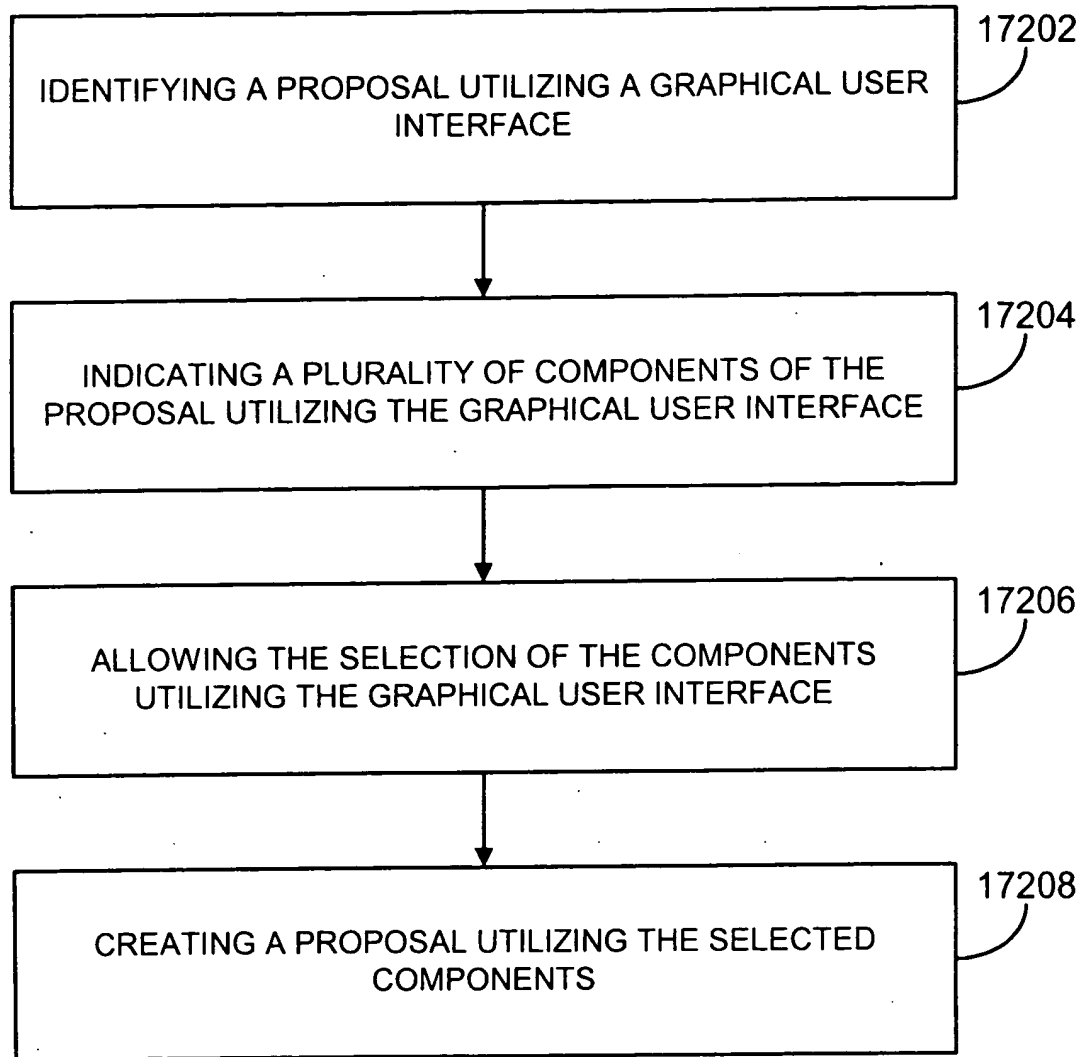 17202
IDENTIFYING A PROPOSAL UTILIZING A GRAPHICAL USER
INTERFACE
17204
INDICATING A PLURALITY OF COMPONENTS OF THE
PROPOSAL UTILIZING THE GRAPHICAL USER INTERFACE
17206
ALLOWING THE SELECTION OF THE COMPONENTS
UTILIZING THE GRAPHICAL USER INTERFACE
17208
CREATING A PROPOSAL UTILIZING THE SELECTED
COMPONENTS